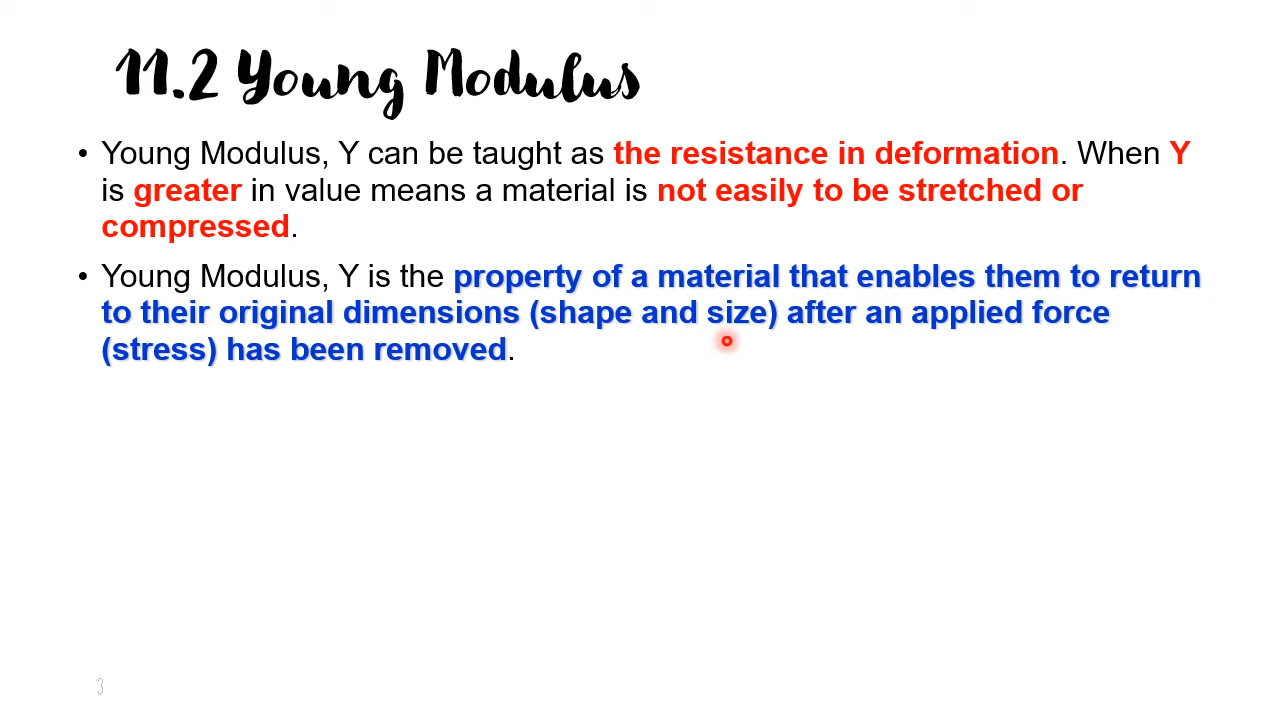 11.2 Young Modulus
• Young Modulus, Y can be taught as the resistance in deformation. When Y
is greater in value means a material is not easily to be stretched or
compressed.
• Young Modulus, Y is the property of a material that enables them to return
to their original dimensions (shape and size) after an applied force
(stress) has been removed.
3